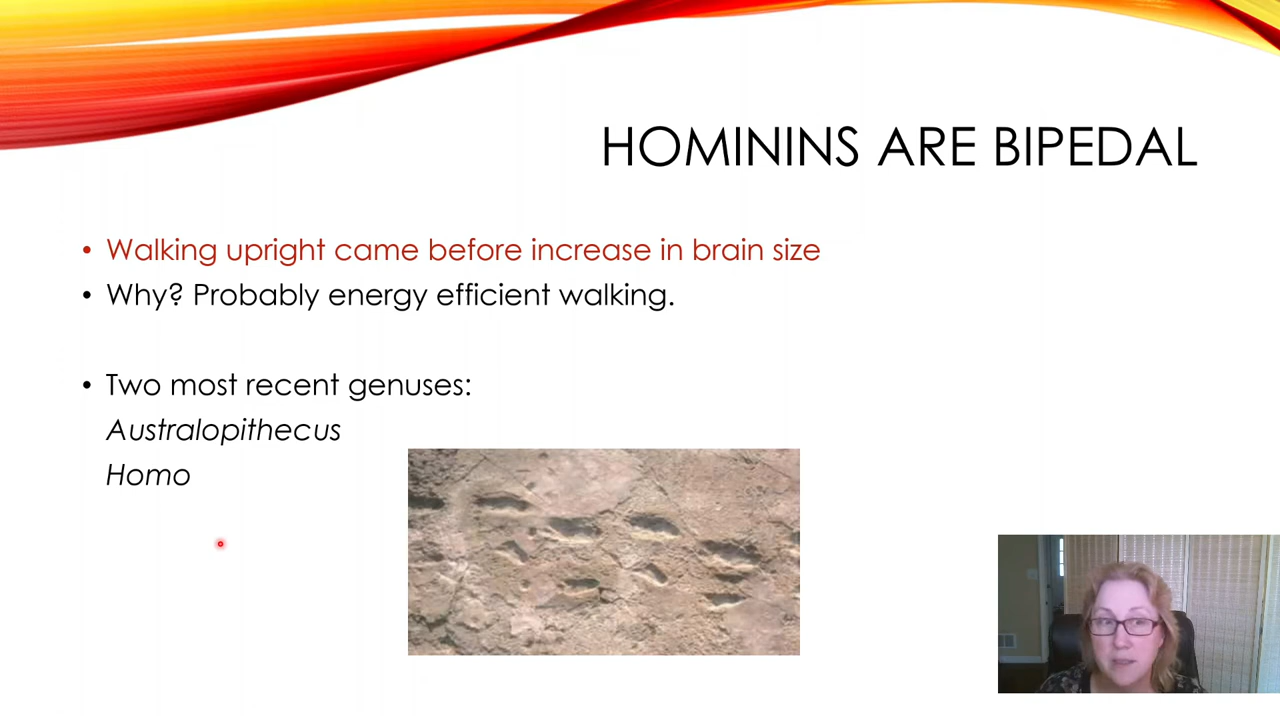 HOMININS ARE BIPEDAL
• Walking upright came before increase in brain size
• Why? Probably energy efficient walking.
• Two most recent genuses:
Australopithecus
Homo